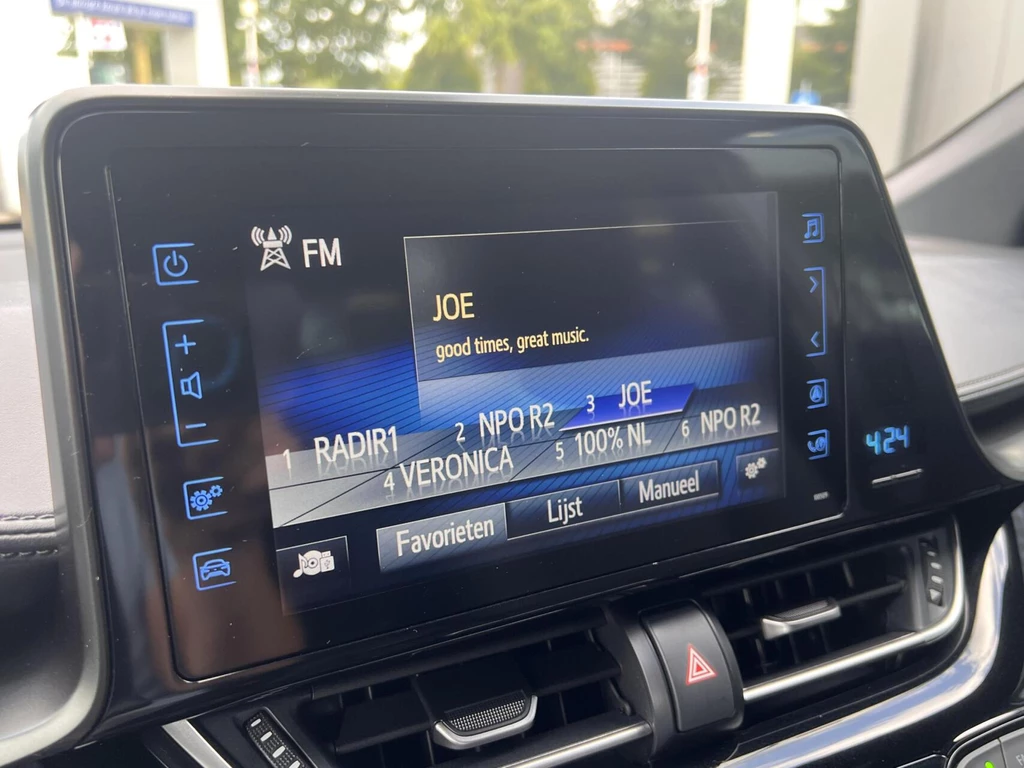 FM
JOE
good times, great music.
1 RADIR1 2 NPO R2 3 JOE
4 VERONICA 5 100% NL 6 NPO R2
Favorieten Lijst Manueel
4:24